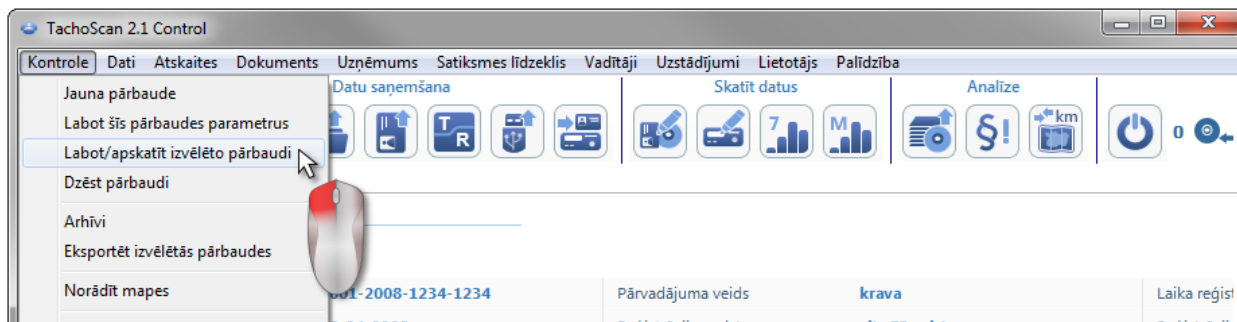 TachoScan 2.1 Control
Kontrole Dati Atskaites Dokuments Uzņēmums Satiksmes līdzeklis Vadītāji Uzstādījumi Lietotājs Palīdzība
Datu saņemšana Skatīt datus Analīze
Jauna pārbaude
Labot šīs pārbaudes parametrus
T R 7 M §! km 0
Labot/apskatīt izvēlēto pārbaudi
Dzēst pārbaudi
Arhīvi
Eksportēt izvēlētās pārbaudes
Norādīt mapes
001-2008-1234-1234 Pārvadājuma veids krava Laika reģist